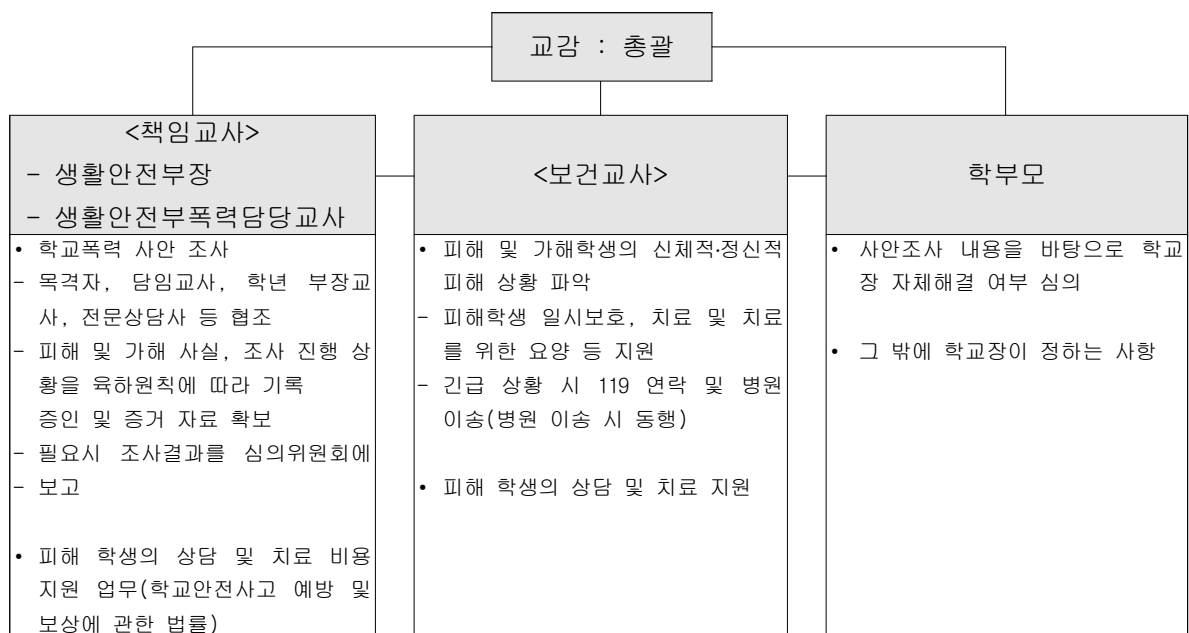 교감 : 총괄
<책임교사>
- 생활안전부장
- 생활안전부폭력담당교사
• 학교폭력 사안 조사
- 목격자, 담임교사, 학년 부장교
사, 전문상담사 등 협조
- 피해 및 가해 사실, 조사 진행 상
황을 육하원칙에 따라 기록
증인 및 증거 자료 확보
- 필요시 조사결과를 심의위원회에
- 보고
• 피해 학생의 상담 및 치료 비용
지원 업무(학교안전사고 예방 및
보상에 관한 법률)
<보건교사>
• 피해 및 가해학생의 신체적·정신적
피해 상황 파악
- 피해학생 일시보호, 치료 및 치료
를 위한 요양 등 지원
- 긴급 상황 시 119 연락 및 병원
이송(병원 이송 시 동행)
• 피해 학생의 상담 및 치료 지원
학부모
• 사안조사 내용을 바탕으로 학교
장 자체해결 여부 심의
• 그 밖에 학교장이 정하는 사항